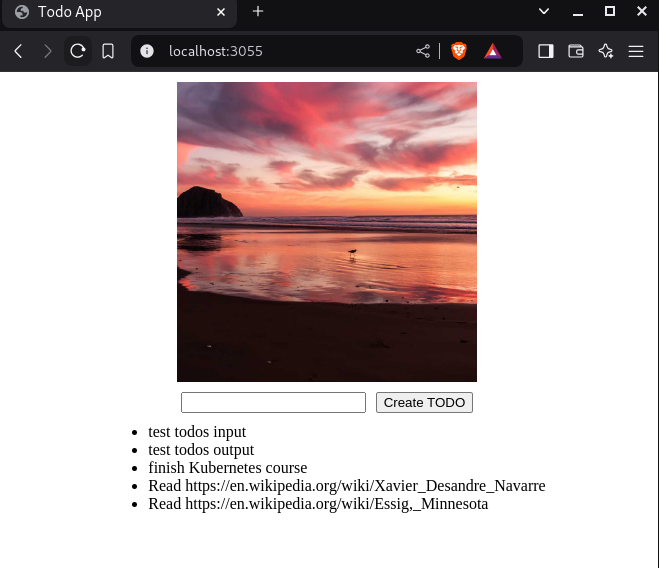 Todo App
localhost:3055
Create TODO
test todos input
test todos output
finish Kubernetes course
Read https://en.wikipedia.org/wiki/Xavier_Desandre_Navarre
Read https://en.wikipedia.org/wiki/Essig,_Minnesota